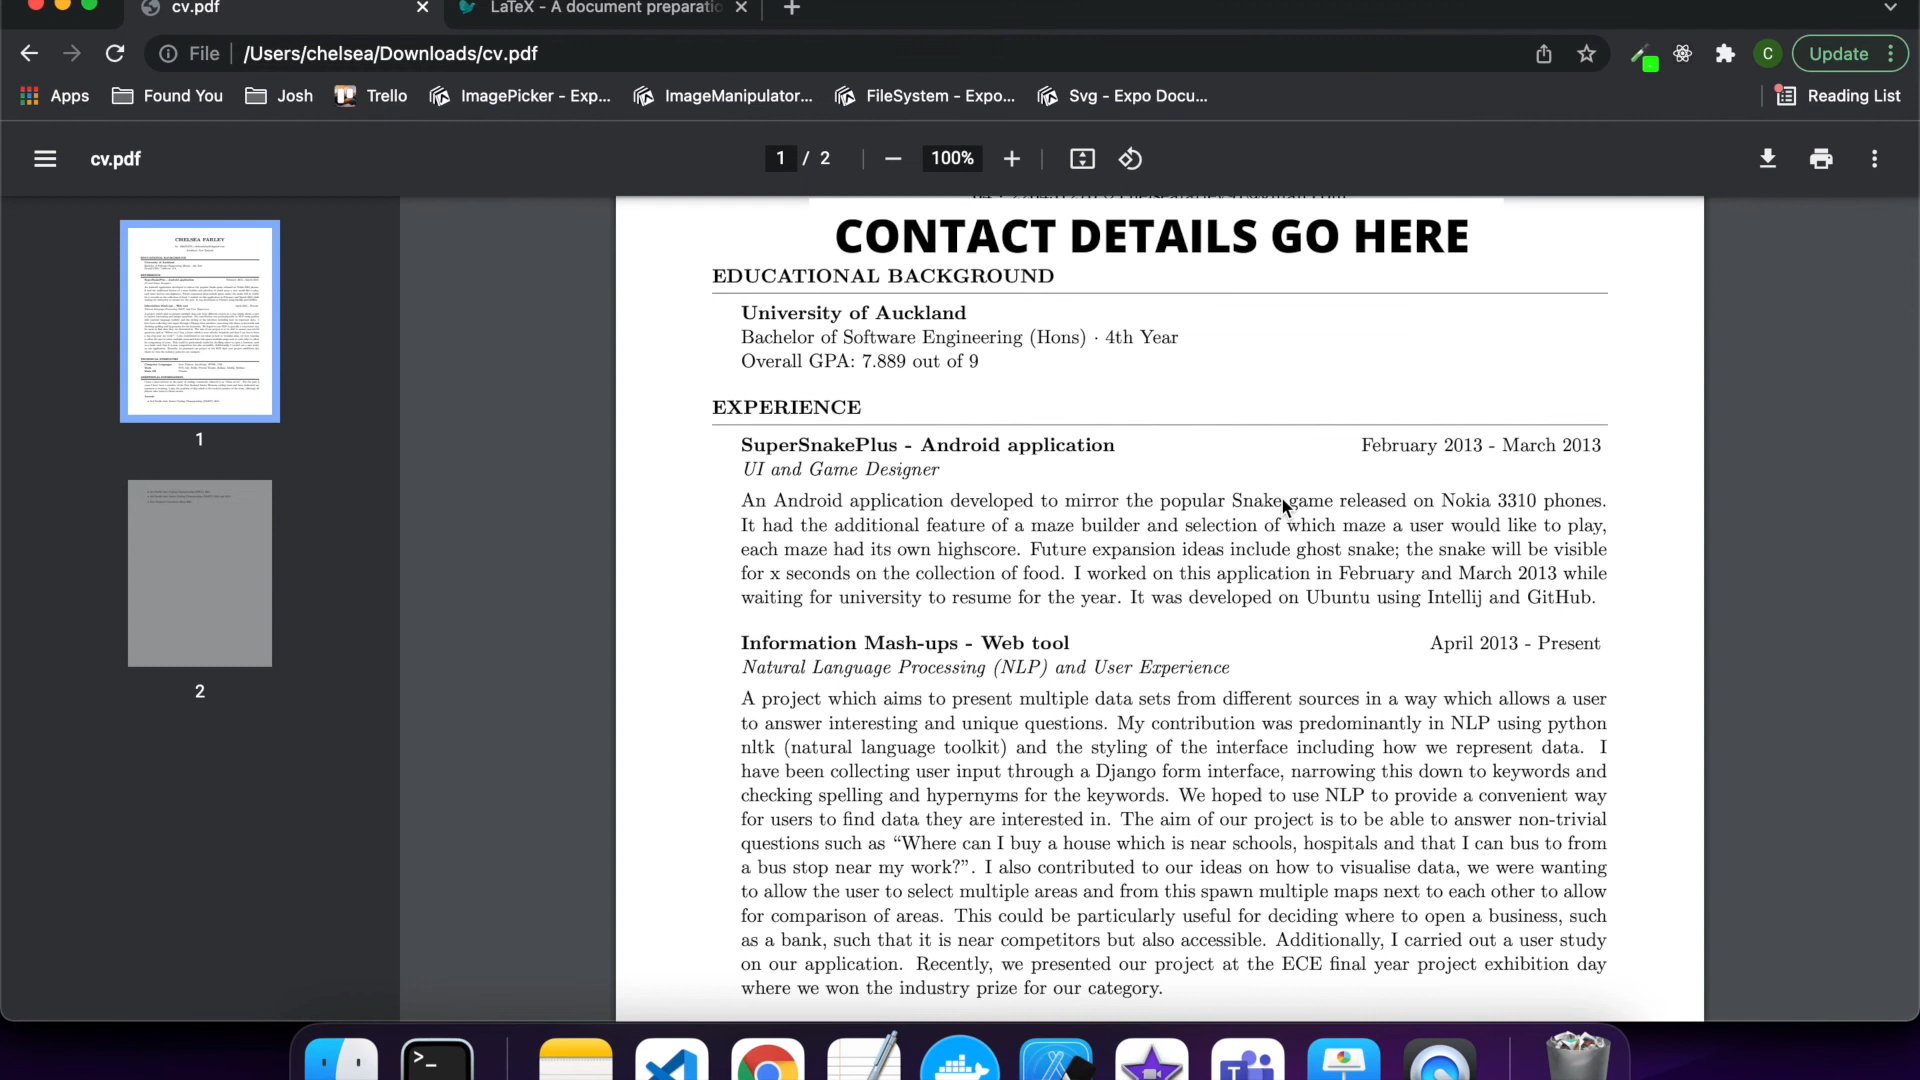 cv.pdf
LaTeX - A document preparatio
File
/Users/chelsea/Downloads/cv.pdf
C
Update
Apps
Found You
Josh
Trello
ImagePicker - Exp...
ImageManipulator...
FileSystem - Expo...
Svg - Expo Docu...
Reading List
cv.pdf
1 / 2
100%
CHELSEA FARLEY
1
2
CONTACT DETAILS GO HERE
EDUCATIONAL BACKGROUND
University of Auckland
Bachelor of Software Engineering (Hons) · 4th Year
Overall GPA: 7.889 out of 9
EXPERIENCE
SuperSnakePlus - Android application February 2013 - March 2013
UI and Game Designer
An Android application developed to mirror the popular Snake game released on Nokia 3310 phones.
It had the additional feature of a maze builder and selection of which maze a user would like to play,
each maze had its own highscore. Future expansion ideas include ghost snake; the snake will be visible
for x seconds on the collection of food. I worked on this application in February and March 2013 while
waiting for university to resume for the year. It was developed on Ubuntu using Intellij and GitHub.
Information Mash-ups - Web tool April 2013 - Present
Natural Language Processing (NLP) and User Experience
A project which aims to present multiple data sets from different sources in a way which allows a user
to answer interesting and unique questions. My contribution was predominantly in NLP using python
nltk (natural language toolkit) and the styling of the interface including how we represent data. I
have been collecting user input through a Django form interface, narrowing this down to keywords and
checking spelling and hypernyms for the keywords. We hoped to use NLP to provide a convenient way
for users to find data they are interested in. The aim of our project is to be able to answer non-trivial
questions such as “Where can I buy a house which is near schools, hospitals and that I can bus to from
a bus stop near my work?”. I also contributed to our ideas on how to visualise data, we were wanting
to allow the user to select multiple areas and from this spawn multiple maps next to each other to allow
for comparison of areas. This could be particularly useful for deciding where to open a business, such
as a bank, such that it is near competitors but also accessible. Additionally, I carried out a user study
on our application. Recently, we presented our project at the ECE final year project exhibition day
where we won the industry prize for our category.